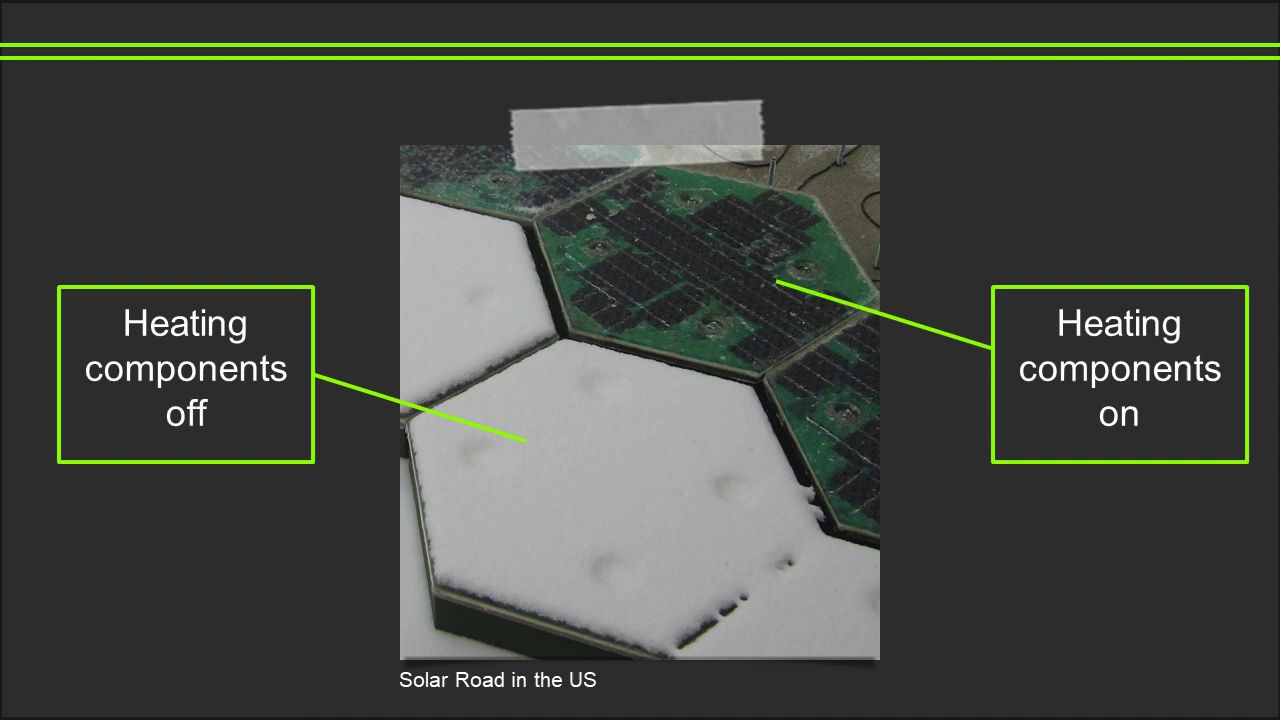 Heating
components
off
Heating
components
on
Solar Road in the US